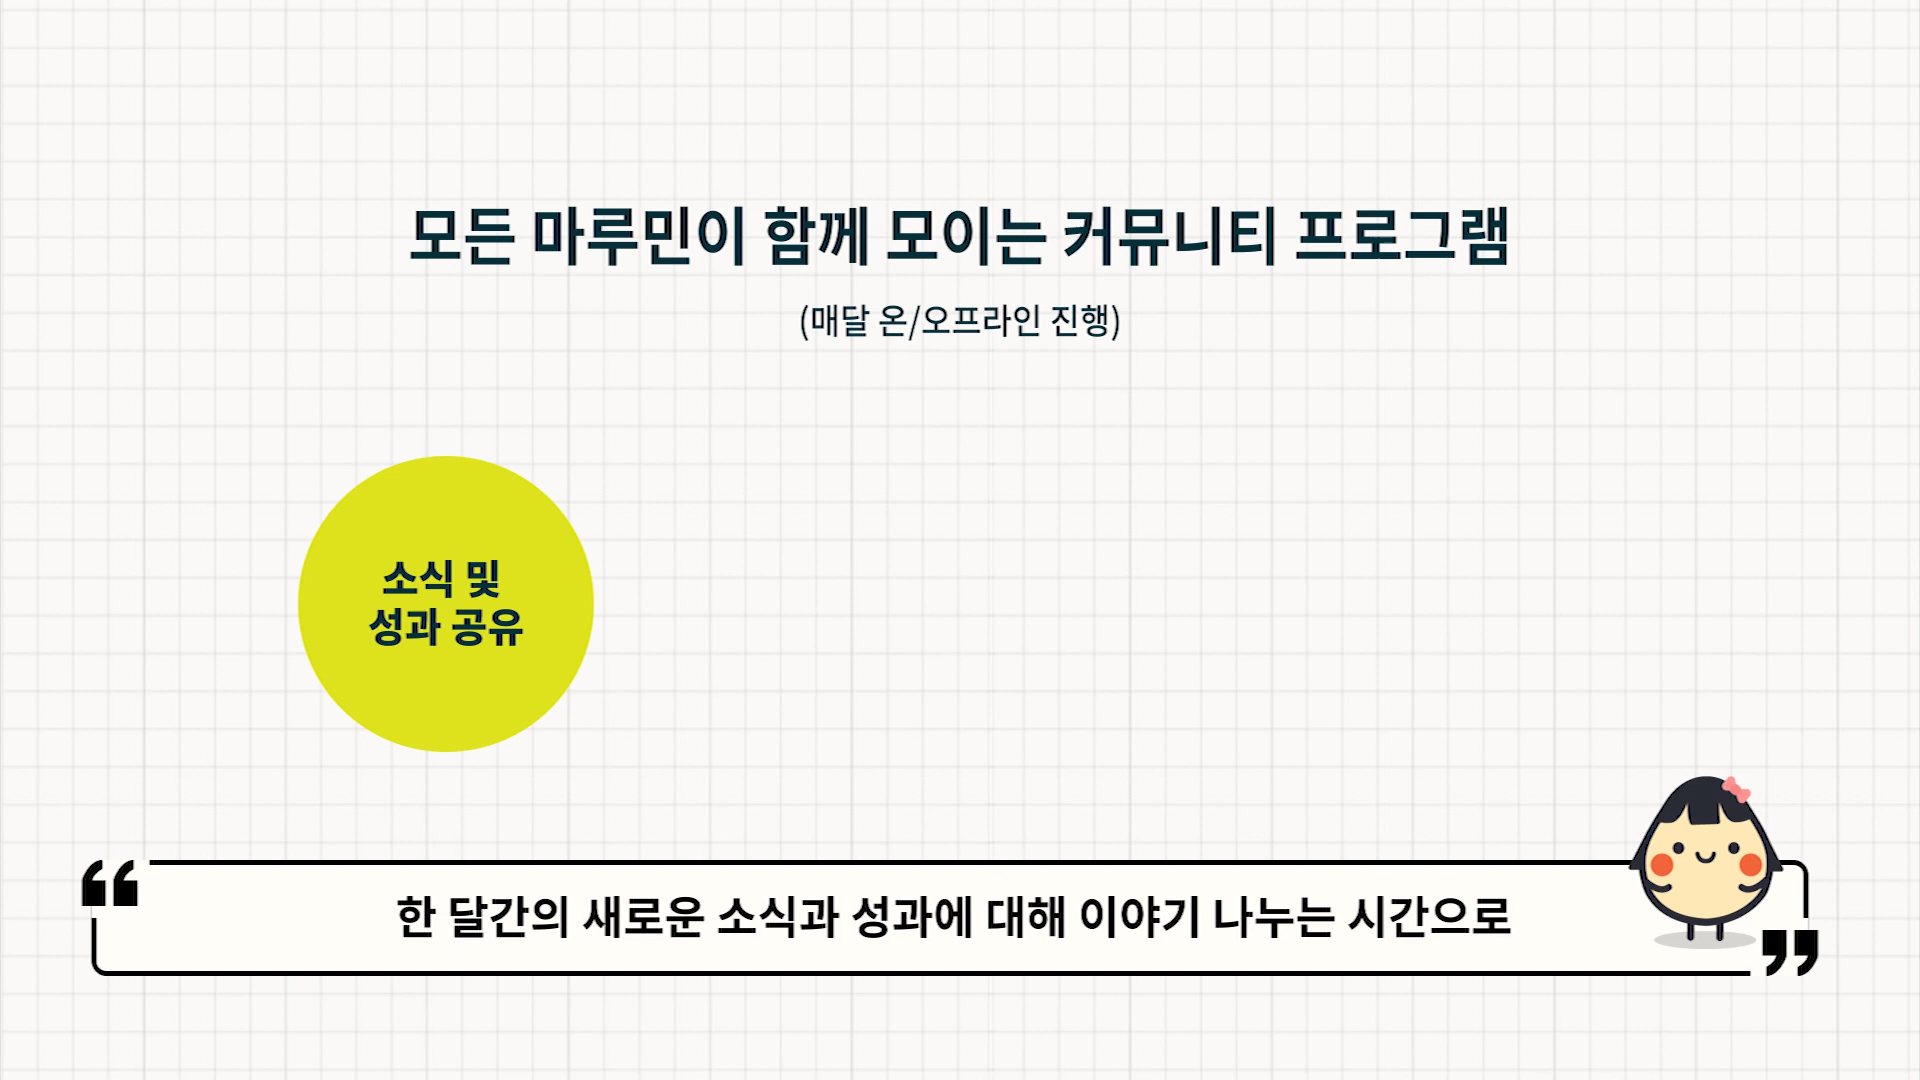 모든 마루민이 함께 모이는 커뮤니티 프로그램
(매달 온/오프라인 진행)
소식 및
성과 공유
“한 달간의 새로운 소식과 성과에 대해 이야기 나누는 시간으로”